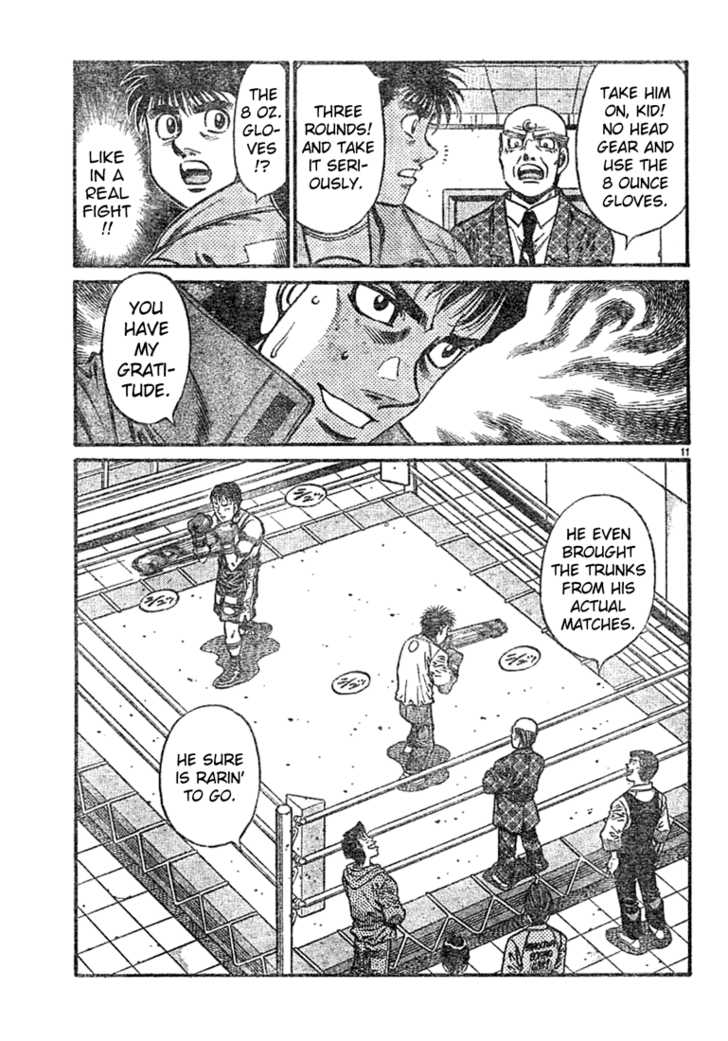 TAKE HIM
ON, KID!
NO HEAD
GEAR AND
USE THE
8 OUNCE
GLOVES.
THREE
ROUNDS!
AND TAKE
IT SERI-
OUSLY.
THE
8 OZ.
GLO-
VES
!?
LIKE
IN A
REAL
FIGHT
!!
YOU
HAVE
MY
GRATI-
TUDE.
11
HE EVEN
BROUGHT
THE TRUNKS
FROM HIS
ACTUAL
MATCHES.
HE SURE
IS RARIN'
TO GO.